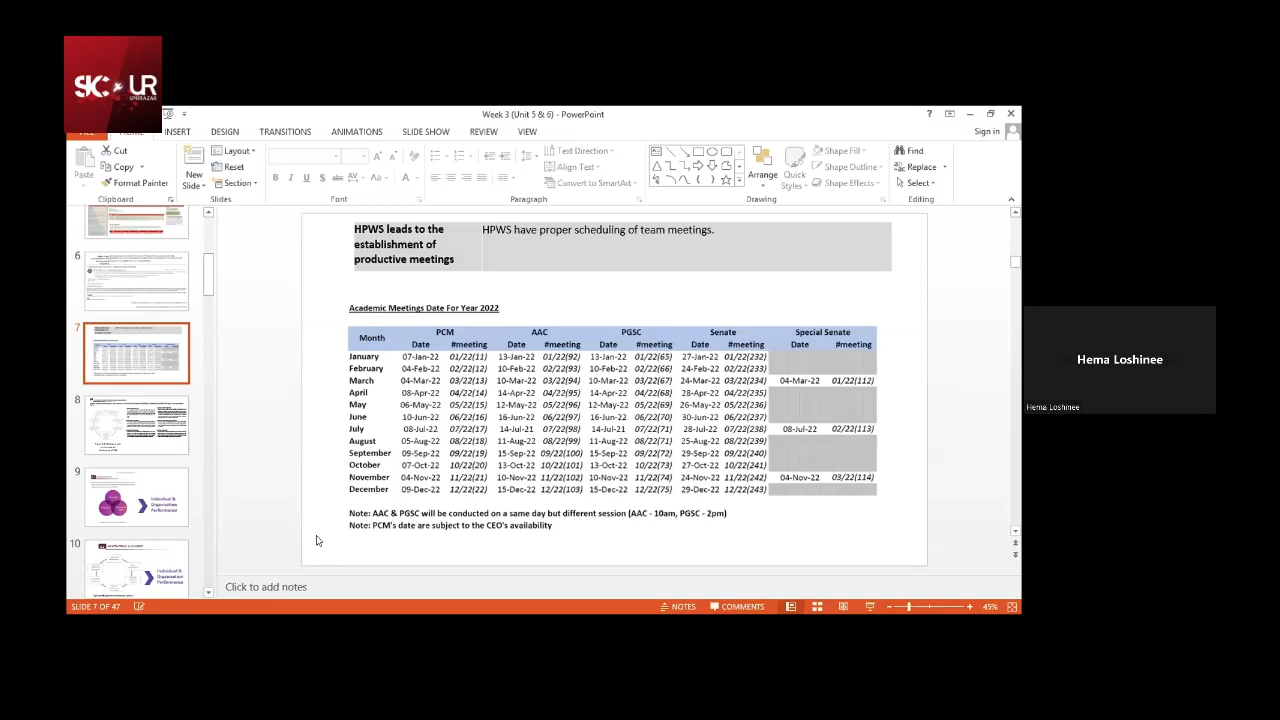 SKC UR
UNIRAZAK
Week 3 (Unit 5 & 6) - PowerPoint
FILE HOME INSERT DESIGN TRANSITIONS ANIMATIONS SLIDE SHOW REVIEW VIEW Sign in
Cut Layout Text Direction Shape Fill Find
Copy Reset Align Text Shape Outline Replace
Paste Format Painter New Slide Section Convert to SmartArt Arrange Quick Styles Shape Effects Select
Clipboard Slides Font Paragraph Drawing Editing
HPWS leads to the HPWS have proper scheduling of team meetings.
establishment of
productive meetings
Academic Meetings Date For Year 2022
Month PCM AAC PGSC Senate Special Senate
Date #meeting Date #meeting Date #meeting Date #meeting Date #meeting
January 07-Jan-22 01/22(11) 13-Jan-22 01/22(92) 13-Jan-22 01/22(65) 27-Jan-22 01/22(232)
February 04-Feb-22 02/22(12) 10-Feb-22 02/22(93) 10-Feb-22 02/22(66) 24-Feb-22 02/22(233)
March 04-Mar-22 03/22(13) 10-Mar-22 03/22(94) 10-Mar-22 03/22(67) 24-Mar-22 03/22(234) 04-Mar-22 01/22(112)
April 08-Apr-22 04/22(14) 14-Apr-22 04/22(95) 14-Apr-22 04/22(68) 28-Apr-22 04/22(235)
May 06-May-22 05/22(15) 12-May-22 05/22(96) 12-May-22 05/22(69) 26-May-22 05/22(236)
June 10-Jun-22 06/22(16) 16-Jun-22 06/22(97) 16-Jun-22 06/22(70) 30-Jun-22 06/22(237)
July 08-Jul-22 07/22(17) 14-Jul-21 07/22(98) 14-Jul-21 07/22(71) 28-Jul-22 07/22(238) 08-Jul-22 02/22(113)
August 05-Aug-22 08/22(18) 11-Aug-22 08/22(99) 11-Aug-22 08/22(71) 25-Aug-22 08/22(239)
September 09-Sep-22 09/22(19) 15-Sep-22 09/22(100) 15-Sep-22 09/22(72) 29-Sep-22 09/22(240)
October 07-Oct-22 10/22(20) 13-Oct-22 10/22(101) 13-Oct-22 10/22(73) 27-Oct-22 10/22(241)
November 04-Nov-22 11/22(21) 10-Nov-22 11/22(102) 10-Nov-22 11/22(74) 24-Nov-22 11/22(242) 04-Nov-22 03/22(114)
December 09-Dec-22 12/22(22) 15-Dec-22 12/22(103) 15-Dec-22 12/22(75) 29-Dec-22 12/22(243)
Note: AAC & PGSC will be conducted on a same day but different session (AAC - 10am, PGSC - 2pm)
Note: PCM's date are subject to the CEO's availability
6
7
8
9
Individual &
Organisation
Performance
10
Individual &
Organisation
Performance
Click to add notes
SLIDE 7 OF 47 NOTES COMMENTS 45%
Hema Loshinee
Hema Loshinee